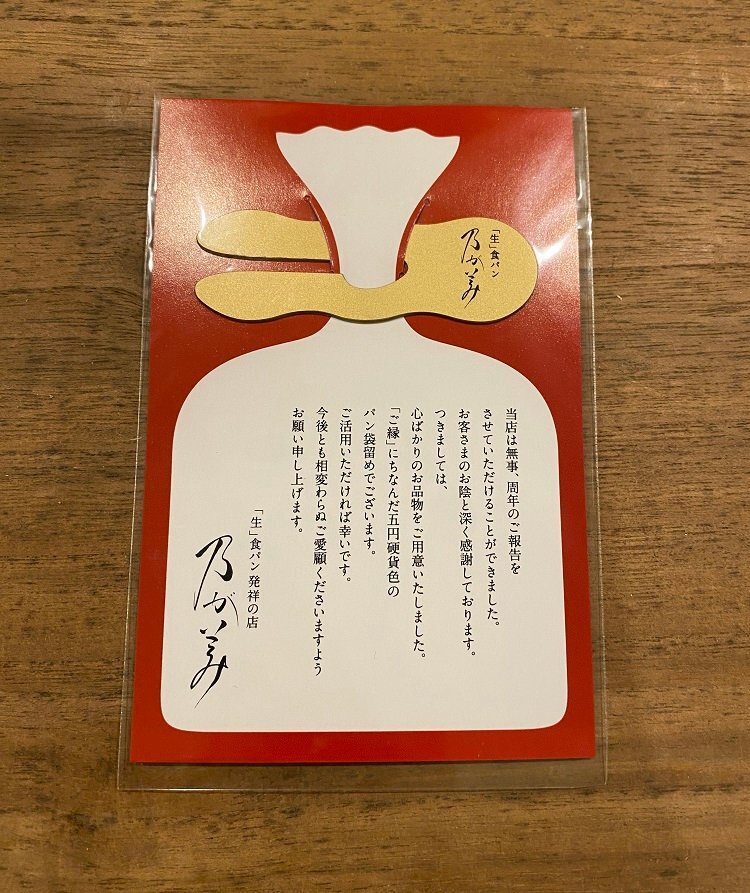 「生」食パン
乃が美
当店は無事、周年のご報告を
させていただけることができました。
お客さまのお陰と深く感謝しております。
つきましては、
心ばかりのお品物をご用意いたしました。
「ご縁」にちなんだ五円硬貨色の
パン袋留めでございます。
ご活用いただければ幸いです。
今後とも相変わらぬご愛顧くださいますよう
お願い申し上げます。
「生」食パン 発祥の店
乃が美